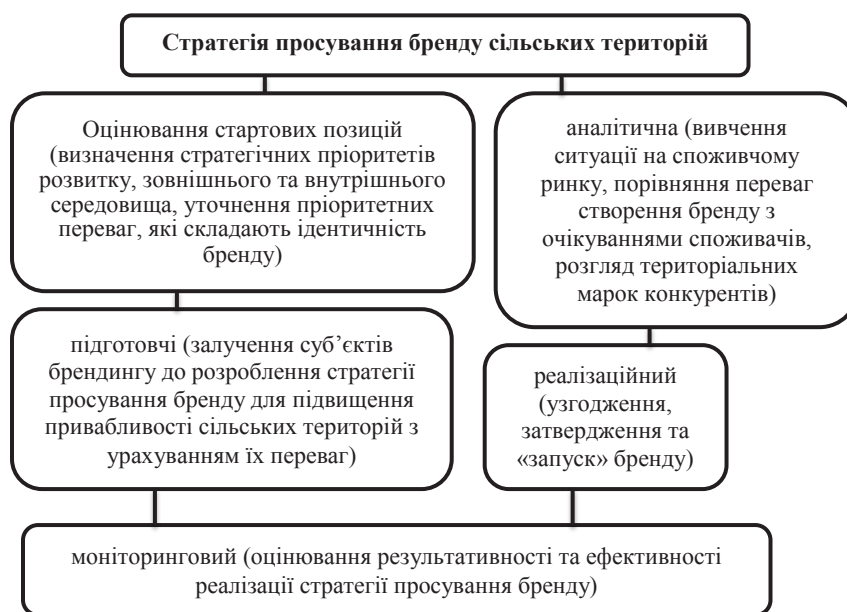 Стратегія просування бренду сільських територій
Оцінювання стартових позицій
(визначення стратегічних пріоритетів
розвитку, зовнішнього та внутрішнього
середовища, уточнення пріоритетних
переваг, які складають ідентичність
бренду)
аналітична (вивчення
ситуації на споживчому
ринку, порівняння переваг
створення бренду з
очікуваннями споживачів,
розгляд територіальних
марок конкурентів)
підготовчі (залучення суб’єктів
брендингу до розроблення стратегії
просування бренду для підвищення
привабливості сільських територій з
урахуванням їх переваг)
реалізаційний
(узгодження,
затвердження та
«запуск» бренду)
моніторинговий (оцінювання результативності та ефективності
реалізації стратегії просування бренду)